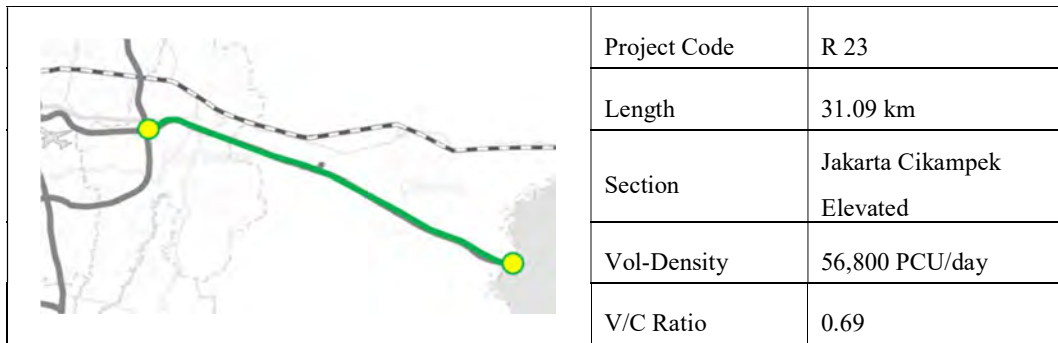 Project Code
R 23
Length
31.09 km
Section
Jakarta Cikampek
Elevated
Vol-Density
56,800 PCU/day
V/C Ratio
0.69